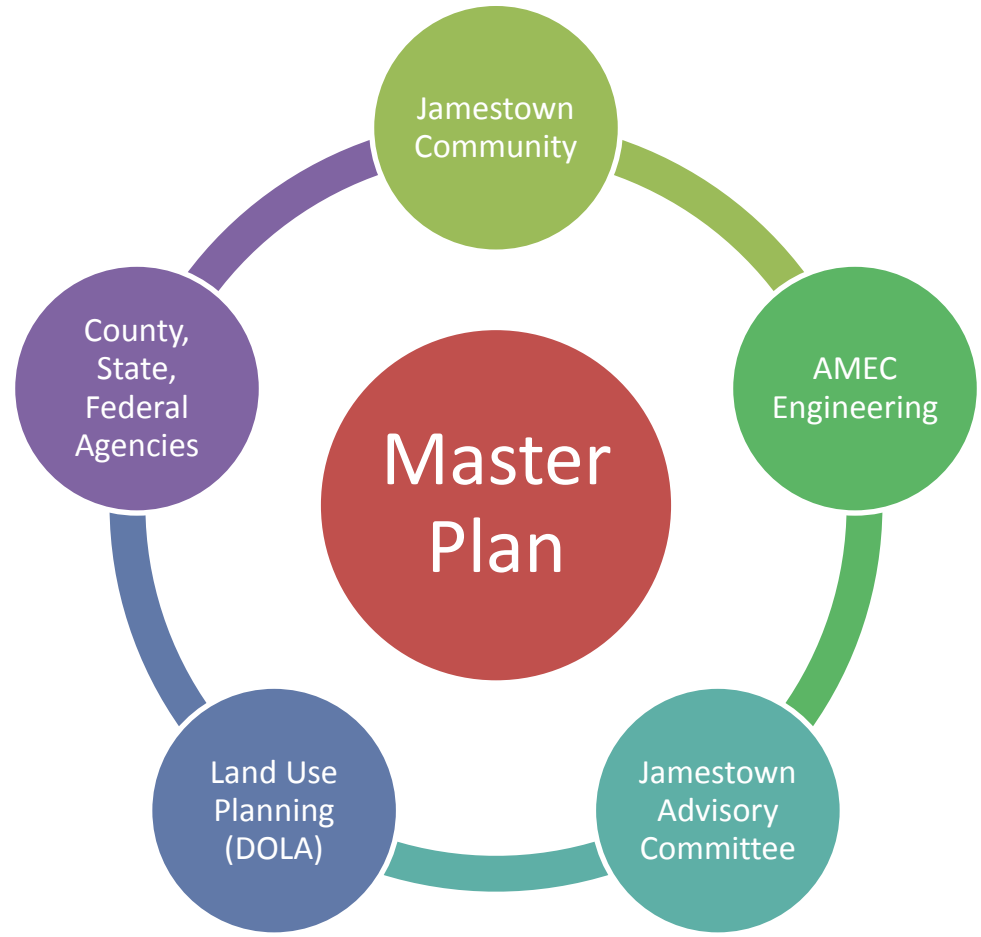 Jamestown
Community
AMEC
Engineering
Jamestown
Advisory
Committee
Land Use
Planning
(DOLA)
County,
State,
Federal
Agencies
Master
Plan